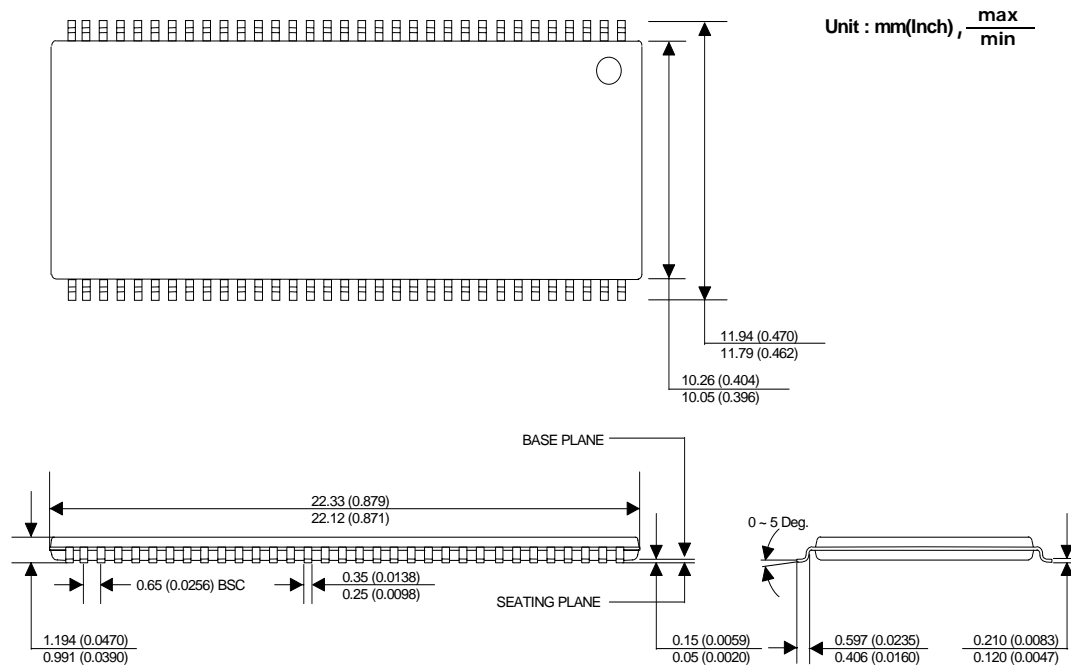 Unit : mm(Inch) , max
min
11.94 (0.470)
11.79 (0.462)
10.26 (0.404)
10.05 (0.396)
BASE PLANE
22.33 (0.879)
22.12 (0.871)
0 ~ 5 Deg.
0.65 (0.0256) BSC
0.35 (0.0138)
0.25 (0.0098)
SEATING PLANE
1.194 (0.0470)
0.991 (0.0390)
0.15 (0.0059)
0.05 (0.0020)
0.597 (0.0235)
0.406 (0.0160)
0.210 (0.0083)
0.120 (0.0047)